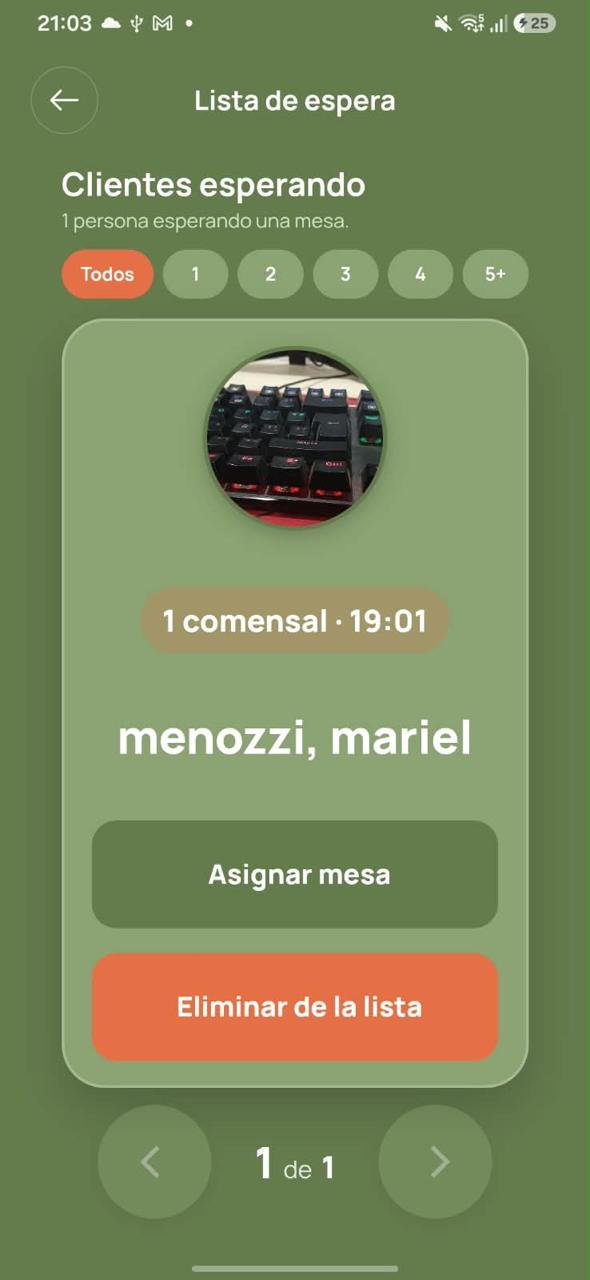 21:03
25
Lista de espera
Clientes esperando
1 persona esperando una mesa.
Todos 1 2 3 4 5+
1 comensal · 19:01
menozzi, mariel
Asignar mesa
Eliminar de la lista
1 de 1